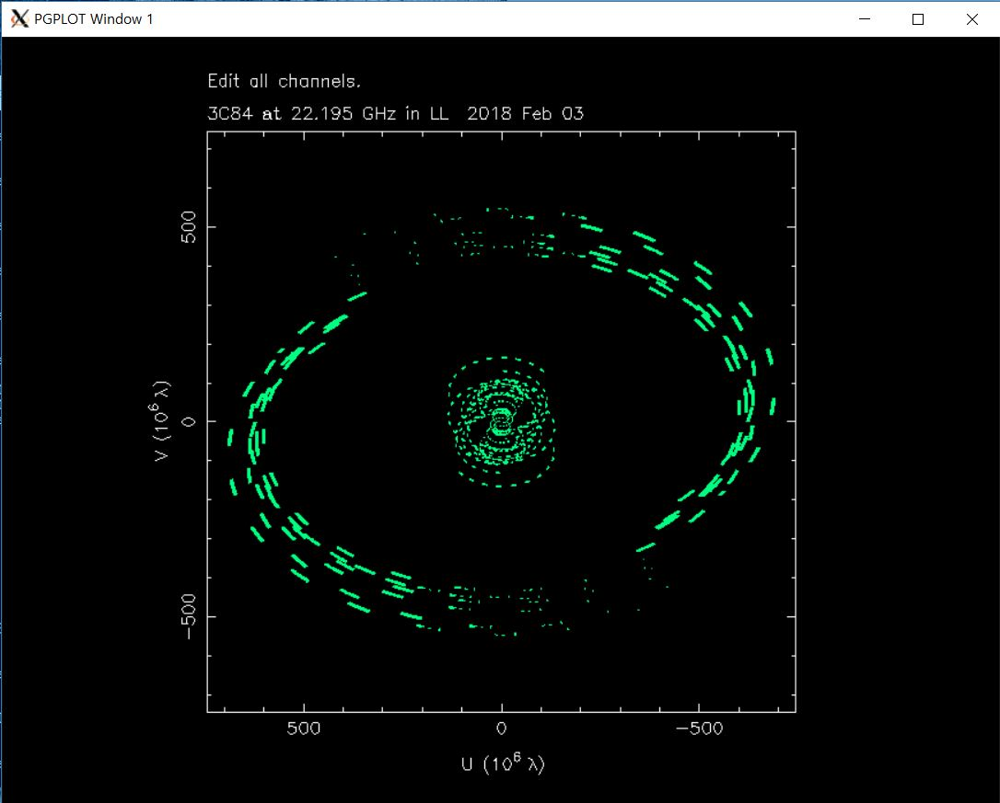 PGPLOT Window 1
Edit all channels.
3C84 at 22.195 GHz in LL  2018 Feb 03
500
0
−500
V (10⁶ λ)
500 0 −500
U (10⁶ λ)